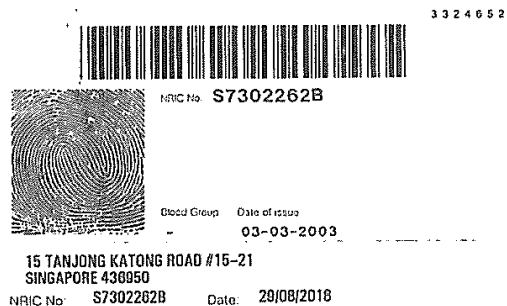 3324652
NRIC No. S7302262B
Blood Group Date of issue
- 03-03-2003
15 TANJONG KATONG ROAD #15-21
SINGAPORE 436950
NRIC No: S7302262B Date: 29/08/2018